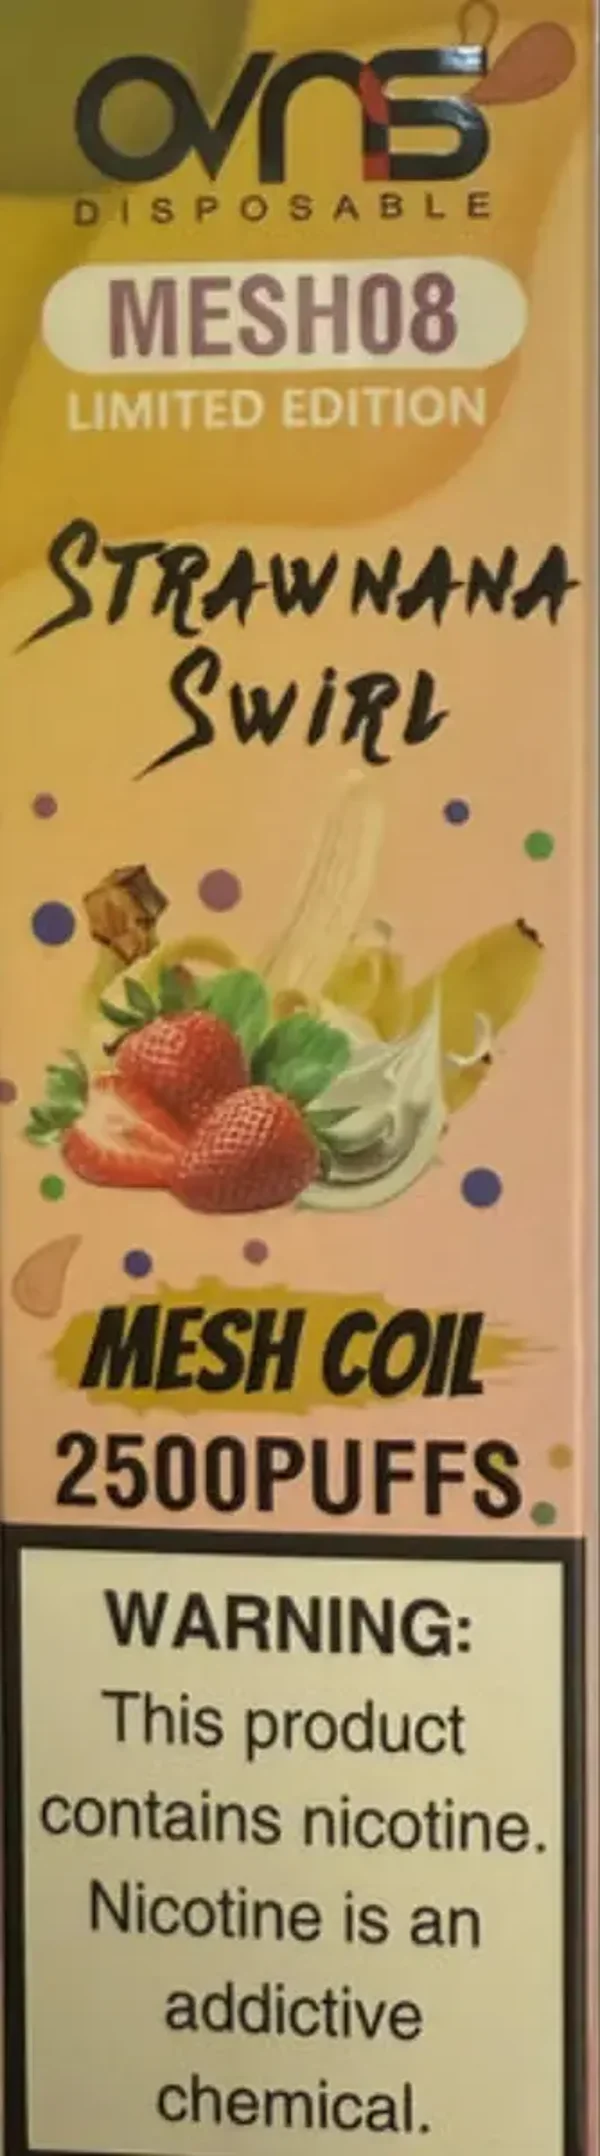 OVNS
DISPOSABLE
MESH08
LIMITED EDITION
STRAWNANA
SWiRL
MESH COIL
2500PUFFS
WARNING:
This product
contains nicotine.
Nicotine is an
addictive
chemical.